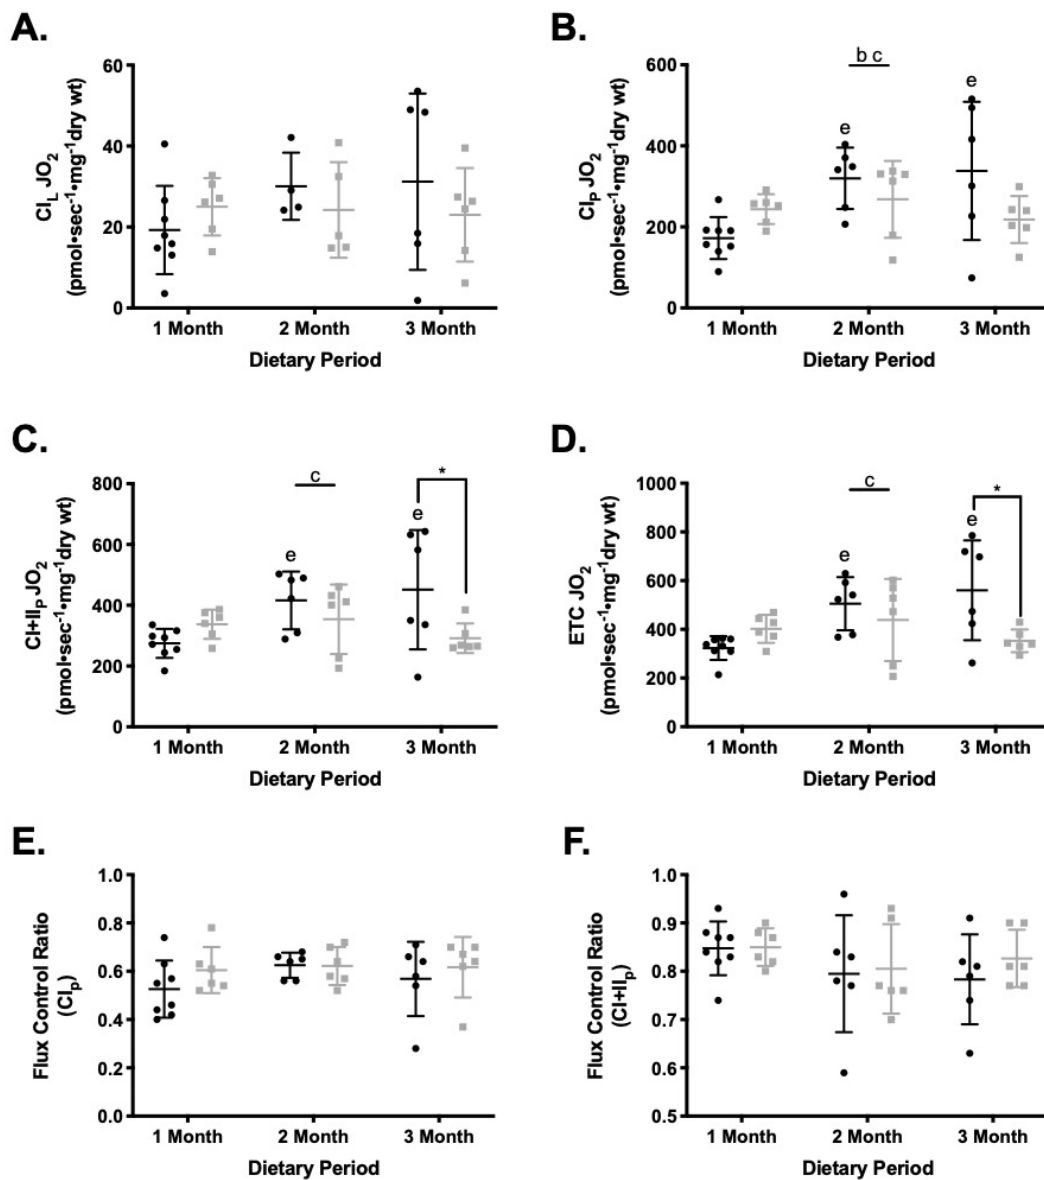 A.
CI_L JO_2
(pmol•sec⁻¹•mg⁻¹dry wt)
60
40
20
0
1 Month 2 Month 3 Month
Dietary Period
B.
CI_P JO_2
(pmol•sec⁻¹•mg⁻¹dry wt)
600
400
200
0
b c
e
e
1 Month 2 Month 3 Month
Dietary Period
C.
CI+II_P JO_2
(pmol•sec⁻¹•mg⁻¹dry wt)
800
600
400
200
0
c
*
e
e
1 Month 2 Month 3 Month
Dietary Period
D.
ETC JO_2
(pmol•sec⁻¹•mg⁻¹dry wt)
1000
800
600
400
200
0
c
*
e
e
1 Month 2 Month 3 Month
Dietary Period
E.
Flux Control Ratio
(CI_p)
1.0
0.8
0.6
0.4
0.2
0.0
1 Month 2 Month 3 Month
Dietary Period
F.
Flux Control Ratio
(CI+II_p)
1.0
0.9
0.8
0.7
0.6
0.5
1 Month 2 Month 3 Month
Dietary Period